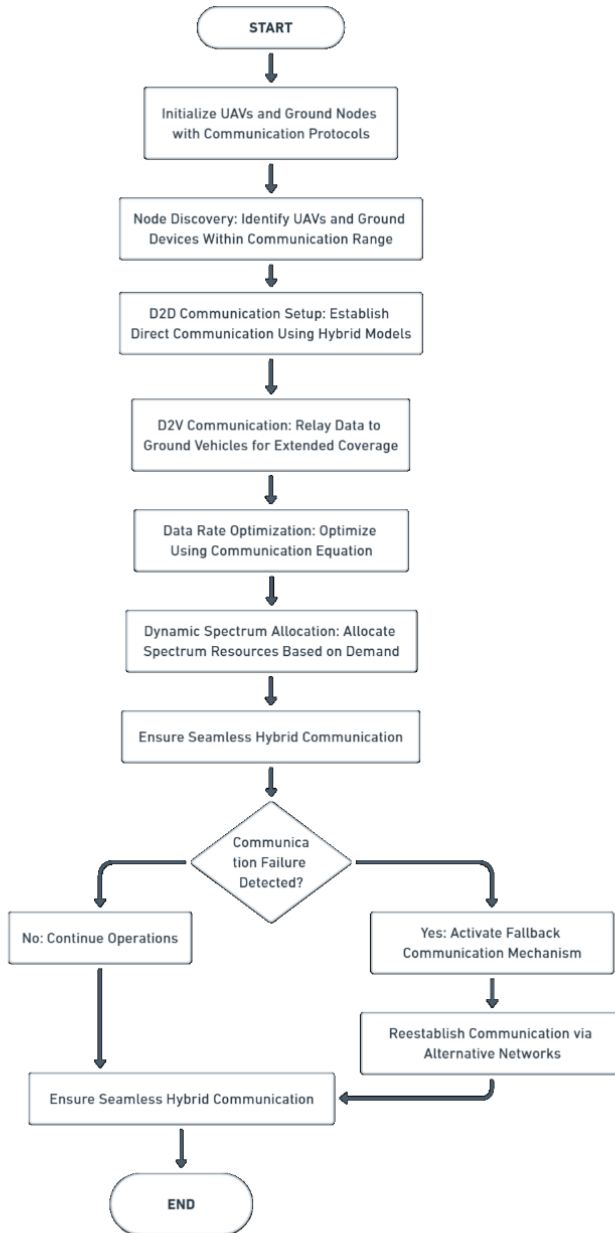 START
Initialize UAVs and Ground Nodes
with Communication Protocols
Node Discovery: Identify UAVs and Ground
Devices Within Communication Range
D2D Communication Setup: Establish
Direct Communication Using Hybrid Models
D2V Communication: Relay Data to
Ground Vehicles for Extended Coverage
Data Rate Optimization: Optimize
Using Communication Equation
Dynamic Spectrum Allocation: Allocate
Spectrum Resources Based on Demand
Ensure Seamless Hybrid Communication
Communica
tion Failure
Detected?
No: Continue Operations
Yes: Activate Fallback
Communication Mechanism
Reestablish Communication via
Alternative Networks
Ensure Seamless Hybrid Communication
END